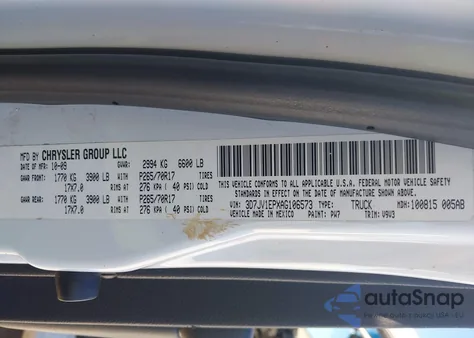 MFD BY CHRYSLER GROUP LLC
DATE OF MFR 10-09 GVWR: 2994 KG 6600 LB
GAWR FRONT: 1770 KG 3900 LB WITH P265/70R17
17X7.0 RIMS AT 276 KPA ( 40 PSI) COLD
GAWR REAR: 1770 KG 3900 LB WITH P265/70R17
17X7.0 RIMS AT 276 KPA ( 40 PSI) COLD
THIS VEHICLE CONFORMS TO ALL APPLICABLE U.S.A. FEDERAL MOTOR VEHICLE SAFETY
STANDARDS IN EFFECT ON THE DATE OF MANUFACTURE SHOWN ABOVE.
VIN: 3D7JV1EPXAG106573 TYPE: TRUCK MDH: 100815 005AB
VEHICLE MADE IN MEXICO PAINT: PW7 TRIM: V9V3
autoSnap